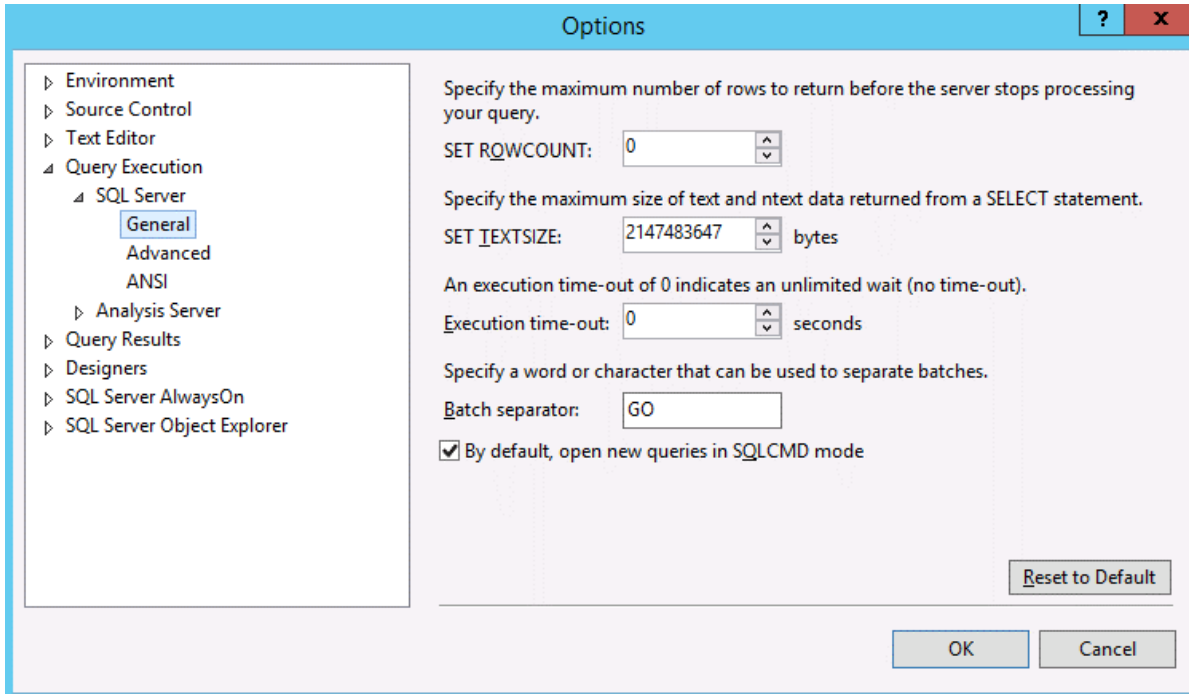 Options
?
x
Environment
Source Control
Text Editor
Query Execution
SQL Server
General
Advanced
ANSI
Analysis Server
Query Results
Designers
SQL Server AlwaysOn
SQL Server Object Explorer
Specify the maximum number of rows to return before the server stops processing
your query.
SET ROWCOUNT: 0
Specify the maximum size of text and ntext data returned from a SELECT statement.
SET TEXTSIZE: 2147483647 bytes
An execution time-out of 0 indicates an unlimited wait (no time-out).
Execution time-out: 0 seconds
Specify a word or character that can be used to separate batches.
Batch separator: GO
By default, open new queries in SQLCMD mode
Reset to Default
OK
Cancel